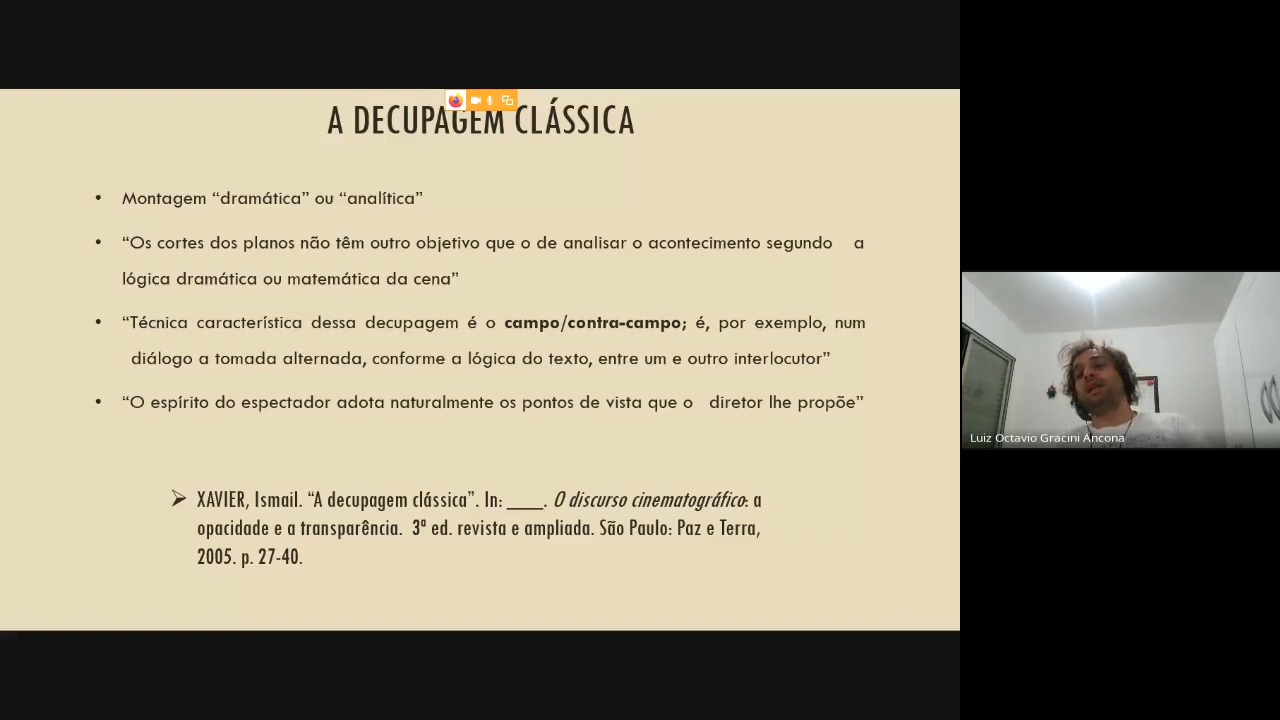 A DECUPAGEM CLÁSSICA
• Montagem “dramática” ou “analítica”
• “Os cortes dos planos não têm outro objetivo que o de analisar o acontecimento segundo a
lógica dramática ou matemática da cena”
• “Técnica característica dessa decupagem é o campo/contra-campo; é, por exemplo, num
diálogo a tomada alternada, conforme a lógica do texto, entre um e outro interlocutor”
• “O espírito do espectador adota naturalmente os pontos de vista que o diretor lhe propõe”
➢ XAVIER, Ismail. “A decupagem clássica”. In: ____. O discurso cinematográfico: a
opacidade e a transparência. 3ª ed. revista e ampliada. São Paulo: Paz e Terra,
2005. p. 27-40.
Luiz Octavio Gracini Ancona